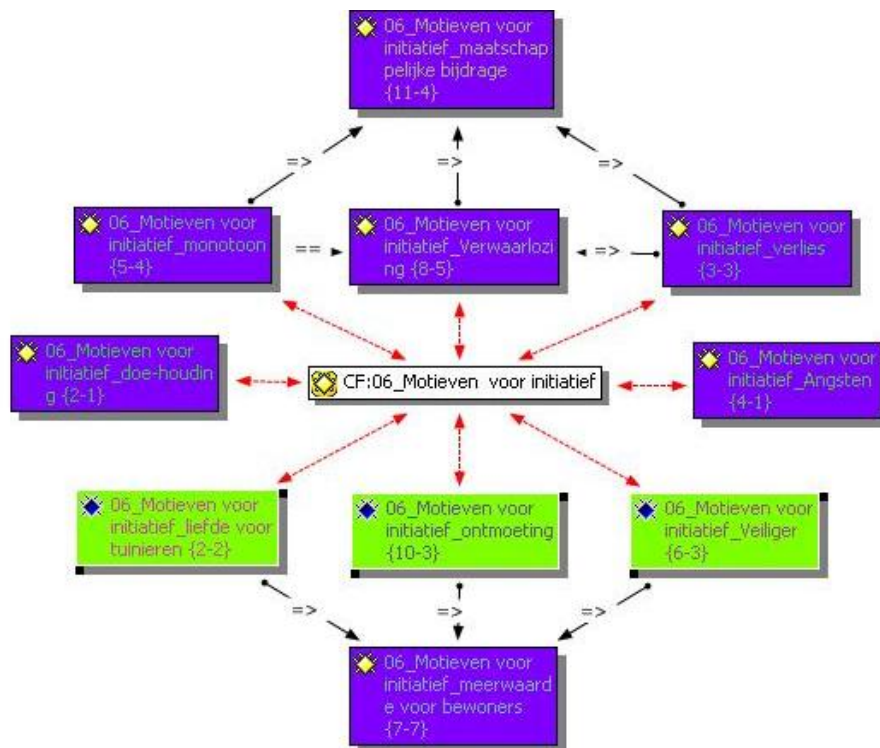 06_Motieven voor
initiatief_maatschap
pelijke bijdrage
{11-4}
=>
=>
=>
06_Motieven voor
initiatief_monotoon
{5-4}
==
06_Motieven voor
initiatief_Verwaarlozi
ng {8-5}
=>
06_Motieven voor
initiatief_verlies
{3-3}
06_Motieven voor
initiatief_doe-houdin
g {2-1}
CF:06_Motieven voor initiatief
06_Motieven voor
initiatief_Angsten
{4-1}
06_Motieven voor
initiatief_liefde voor
tuinieren {2-2}
06_Motieven voor
initiatief_ontmoeting
{10-3}
06_Motieven voor
initiatief_Veiliger
{6-3}
=>
=>
=>
06_Motieven voor
initiatief_meerwaard
e voor bewoners
{7-7}